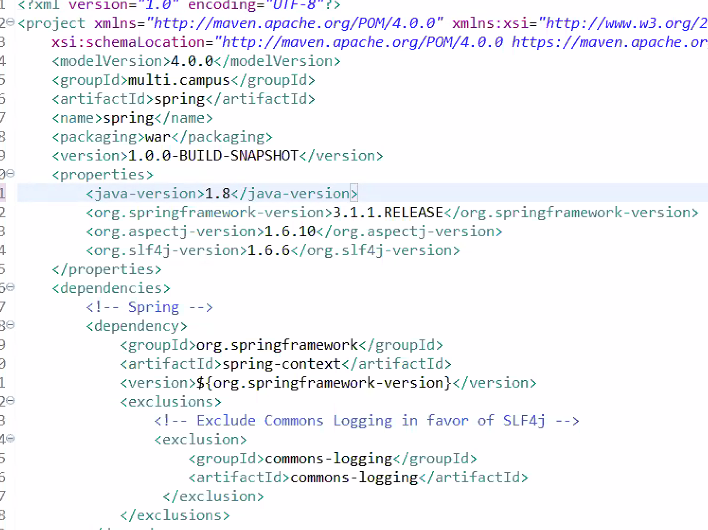 1 <?xml version="1.0" encoding="UTF-8"?>
2 <project xmlns="http://maven.apache.org/POM/4.0.0" xmlns:xsi="http://www.w3.org/2
3 xsi:schemaLocation="http://maven.apache.org/POM/4.0.0 https://maven.apache.or
4 <modelVersion>4.0.0</modelVersion>
5 <groupId>multi.campus</groupId>
6 <artifactId>spring</artifactId>
7 <name>spring</name>
8 <packaging>war</packaging>
9 <version>1.0.0-BUILD-SNAPSHOT</version>
0 <properties>
1 <java-version>1.8</java-version>
2 <org.springframework-version>3.1.1.RELEASE</org.springframework-version>
3 <org.aspectj-version>1.6.10</org.aspectj-version>
4 <org.slf4j-version>1.6.6</org.slf4j-version>
5 </properties>
6 <dependencies>
7 <!-- Spring -->
8 <dependency>
9 <groupId>org.springframework</groupId>
0 <artifactId>spring-context</artifactId>
1 <version>${org.springframework-version}</version>
2 <exclusions>
3 <!-- Exclude Commons Logging in favor of SLF4j -->
4 <exclusion>
5 <groupId>commons-logging</groupId>
6 <artifactId>commons-logging</artifactId>
7 </exclusion>
8 </exclusions>